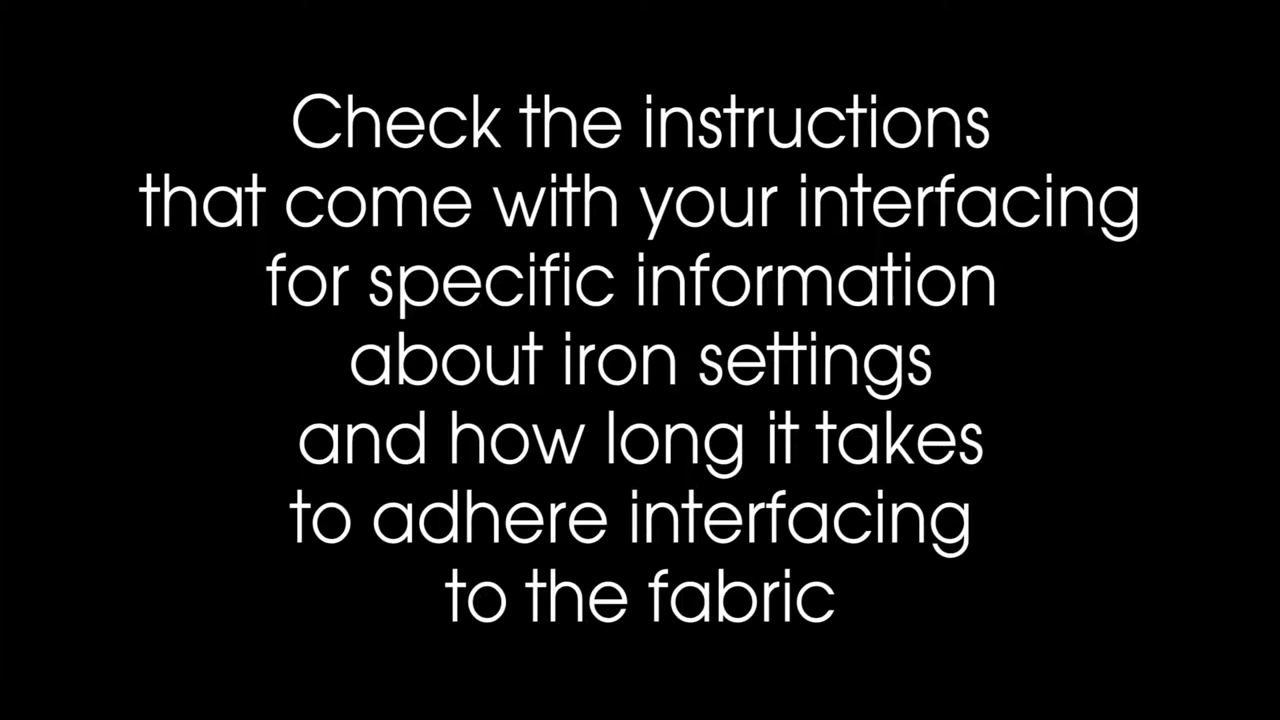 Check the instructions
that come with your interfacing
for specific information
about iron settings
and how long it takes
to adhere interfacing
to the fabric